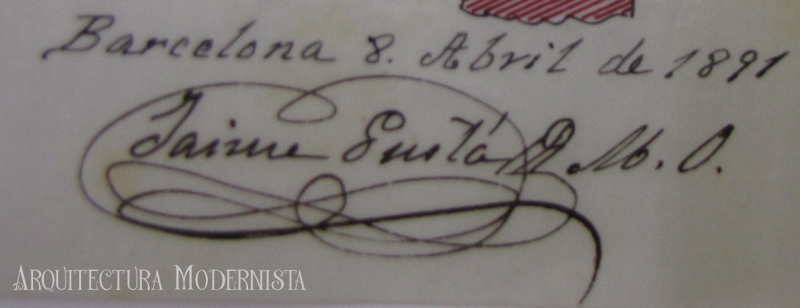 Barcelona 8. Abril de 1891
Jaime Gustá M. O.
ARQUITECTURA MODERNISTA